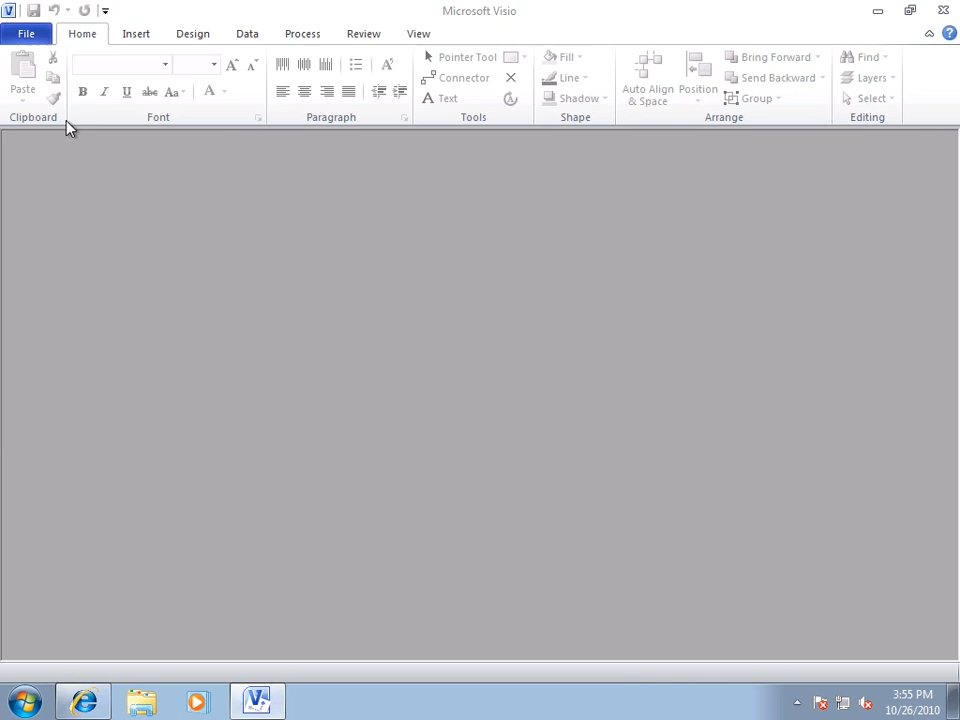 Microsoft Visio
File Home Insert Design Data Process Review View
Paste
B I U abc Aa A
Pointer Tool
Connector
A Text
Fill
Line
Shadow
Auto Align & Space
Position
Bring Forward
Send Backward
Group
Find
Layers
Select
Clipboard Font Paragraph Tools Shape Arrange Editing
3:55 PM
10/26/2010